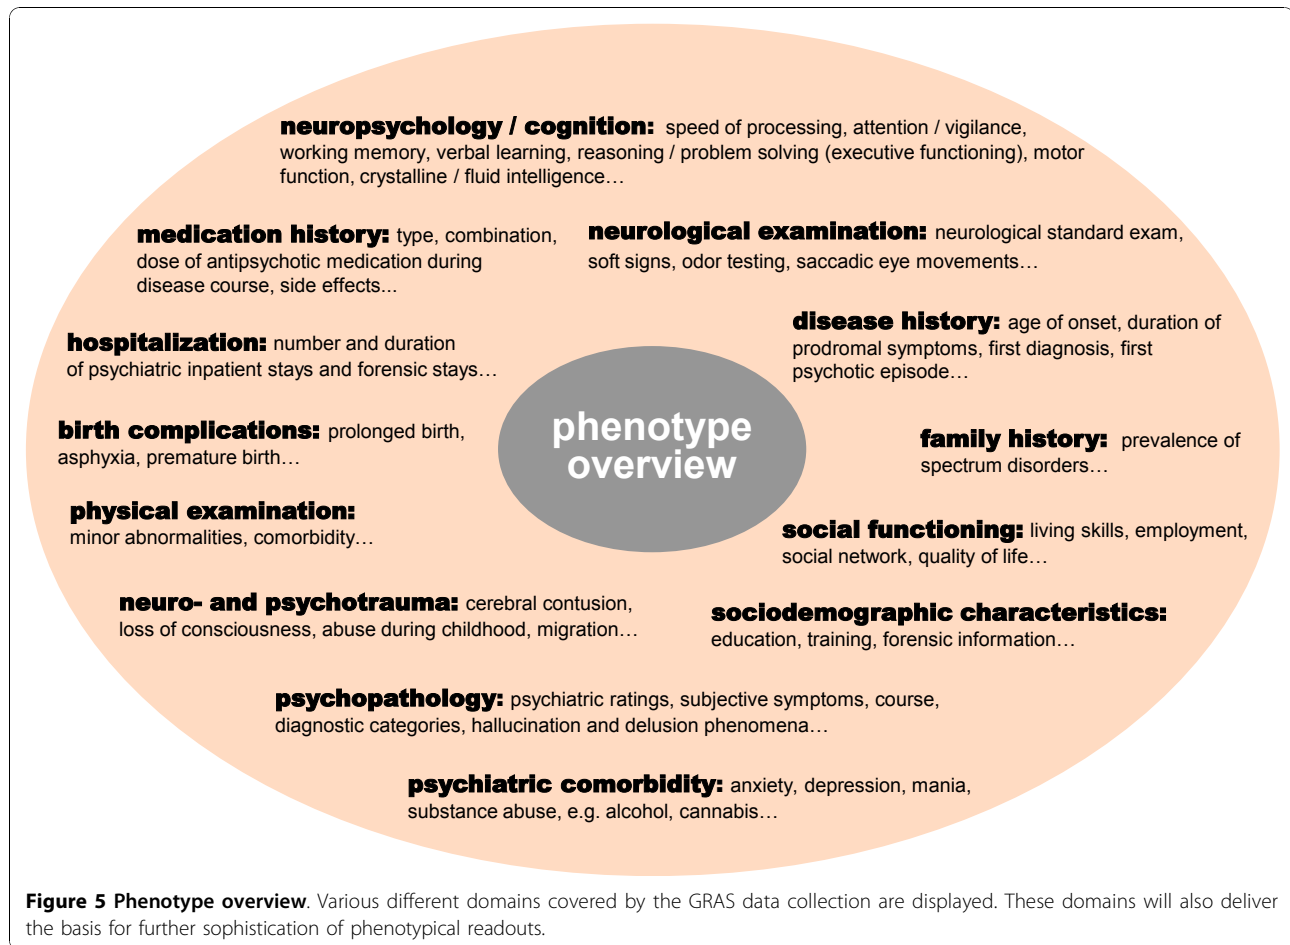 neuropsychology / cognition: speed of processing, attention / vigilance,
working memory, verbal learning, reasoning / problem solving (executive functioning), motor
function, crystalline / fluid intelligence…
medication history: type, combination,
dose of antipsychotic medication during
disease course, side effects...
neurological examination: neurological standard exam,
soft signs, odor testing, saccadic eye movements…
hospitalization: number and duration
of psychiatric inpatient stays and forensic stays…
disease history: age of onset, duration of
prodromal symptoms, first diagnosis, first
psychotic episode…
birth complications: prolonged birth,
asphyxia, premature birth…
phenotype
overview
family history: prevalence of
spectrum disorders…
physical examination:
minor abnormalities, comorbidity…
social functioning: living skills, employment,
social network, quality of life…
neuro- and psychotrauma: cerebral contusion,
loss of consciousness, abuse during childhood, migration…
sociodemographic characteristics:
education, training, forensic information…
psychopathology: psychiatric ratings, subjective symptoms, course,
diagnostic categories, hallucination and delusion phenomena…
psychiatric comorbidity: anxiety, depression, mania,
substance abuse, e.g. alcohol, cannabis…
Figure 5 Phenotype overview. Various different domains covered by the GRAS data collection are displayed. These domains will also deliver
the basis for further sophistication of phenotypical readouts.